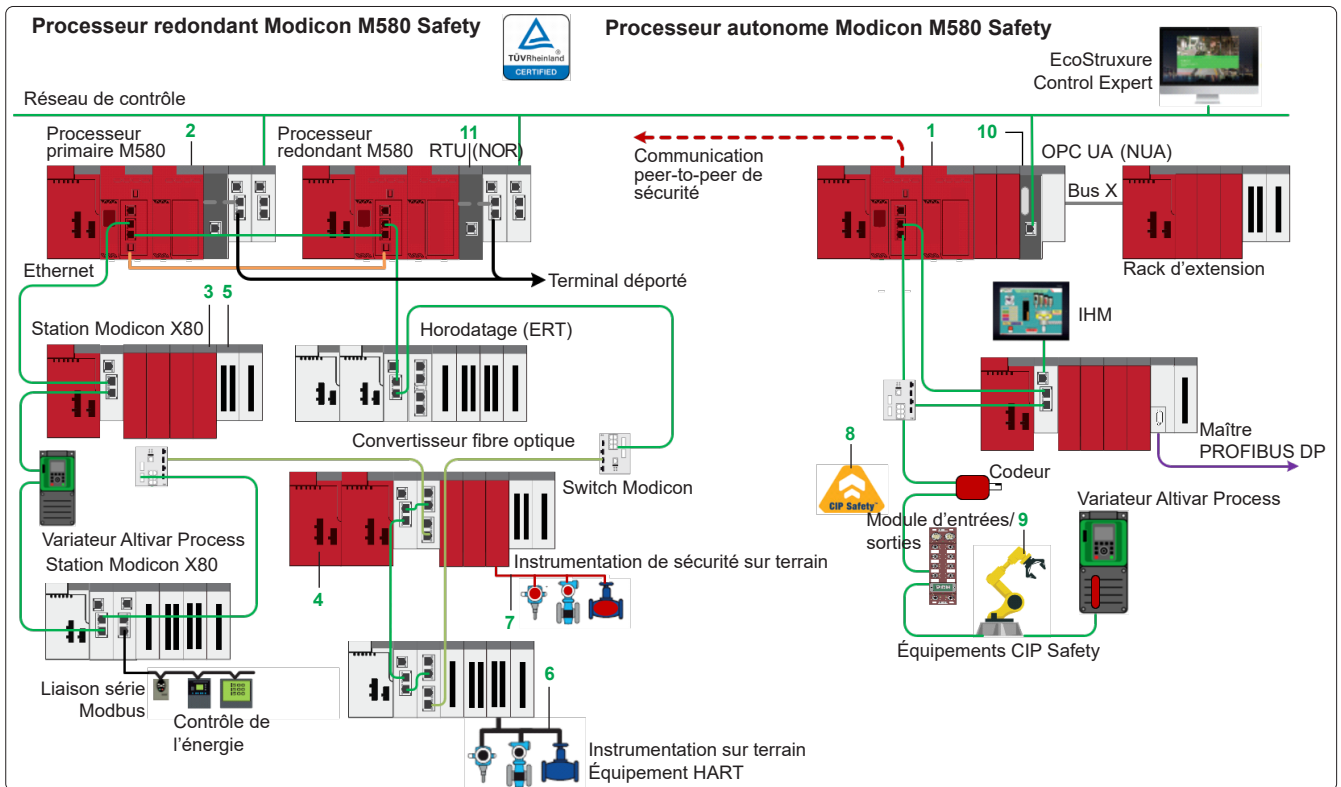 Processeur redondant Modicon M580 Safety
TÜVRheinland
CERTIFIED
Processeur autonome Modicon M580 Safety
EcoStruxure
Control Expert
Réseau de contrôle
Processeur
primaire M580
2
Processeur
redondant M580
11
RTU (NOR)
Communication
peer-to-peer de
sécurité
1
10
OPC UA (NUA)
Bus X
Rack d'extension
Ethernet
Terminal déporté
3
5
Station Modicon X80
Horodatage (ERT)
IHM
Convertisseur fibre optique
Switch Modicon
Maître
PROFIBUS DP
8
CIP Safety™
Codeur
Variateur Altivar Process
Module d'entrées/
sorties
9
Variateur Altivar Process
Station Modicon X80
4
Instrumentation de sécurité sur terrain
7
Équipements CIP Safety
Liaison série
Modbus
Contrôle de
l'énergie
6
Instrumentation sur terrain
Équipement HART